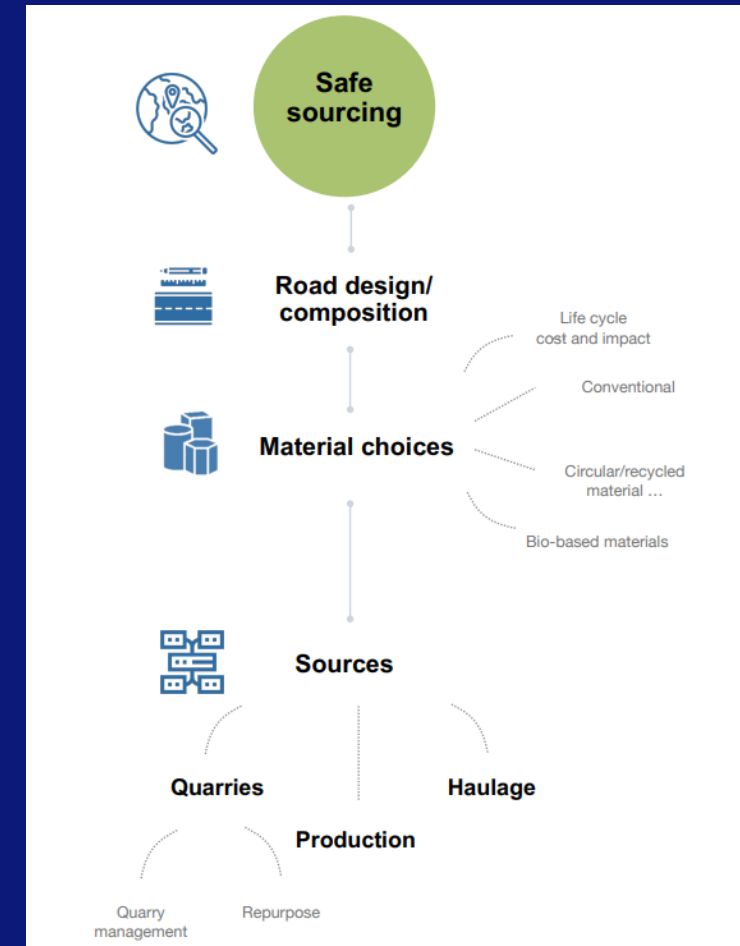 Safe
sourcing
Road design/
composition
Life cycle
cost and impact
Conventional
Material choices
Circular/recycled
material ...
Bio-based materials
Sources
Quarries
Haulage
Production
Quarry
management
Repurpose